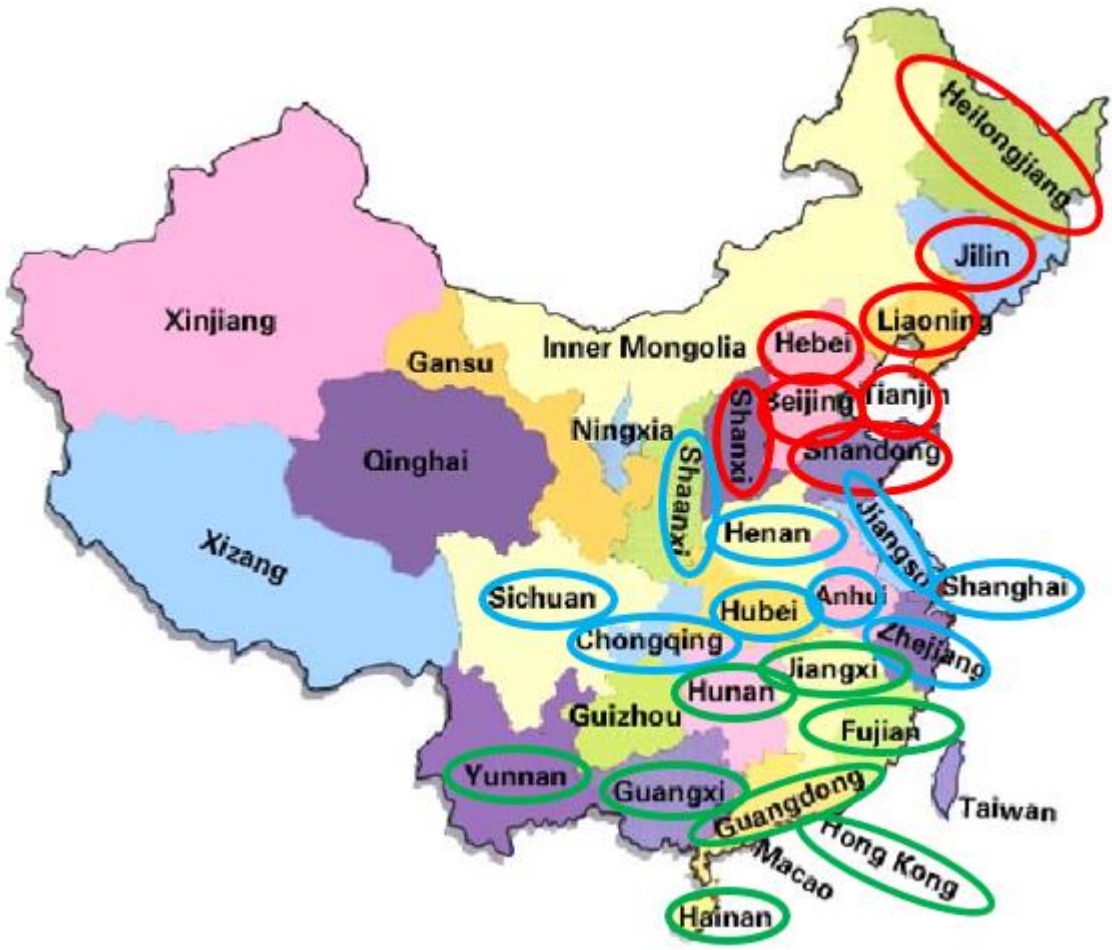 Heilongjiang
Jilin
Xinjiang
Liaoning
Hebei
Inner Mongolia
Gansu
Beijing
Tianjin
Ningxia
Shanxi
Shandong
Qinghai
Shaanxi
Henan
Jiangso
Xizang
Shanghai
Sichuan
Hubei
Anhui
Chongqing
Zhejiang
Jiangxi
Hunan
Guizhou
Fujian
Yunnan
Guangxi
Guangdong
Taiwan
Hong Kong
Macao
Hainan